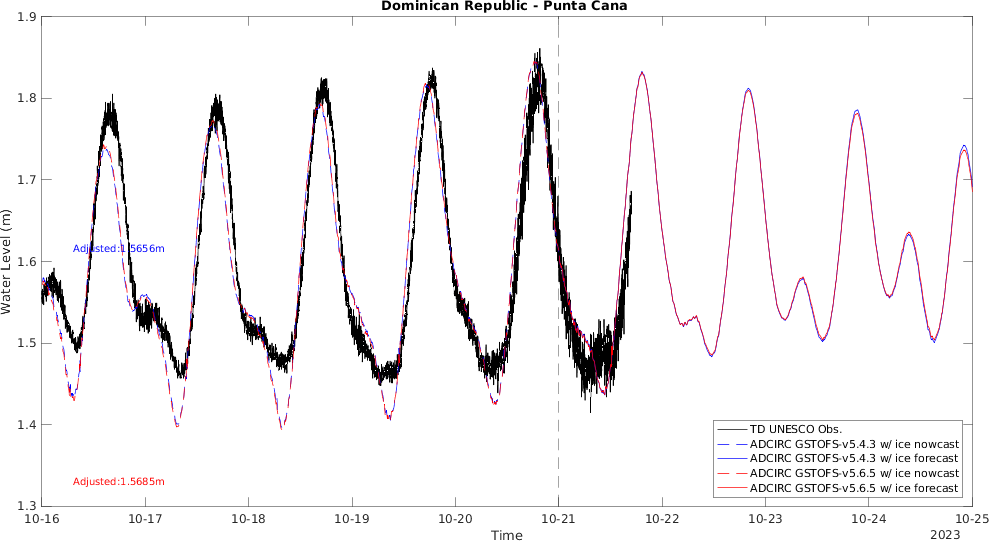 Dominican Republic - Punta Cana
1.9
1.8
1.7
1.6
1.5
1.4
1.3
Water Level (m)
Adjusted:1.5656m
Adjusted:1.5685m
TD UNESCO Obs.
ADCIRC GSTOFS-v5.4.3 w/ ice nowcast
ADCIRC GSTOFS-v5.4.3 w/ ice forecast
ADCIRC GSTOFS-v5.6.5 w/ ice nowcast
ADCIRC GSTOFS-v5.6.5 w/ ice forecast
10-16 10-17 10-18 10-19 10-20 10-21 10-22 10-23 10-24 10-25
Time
2023